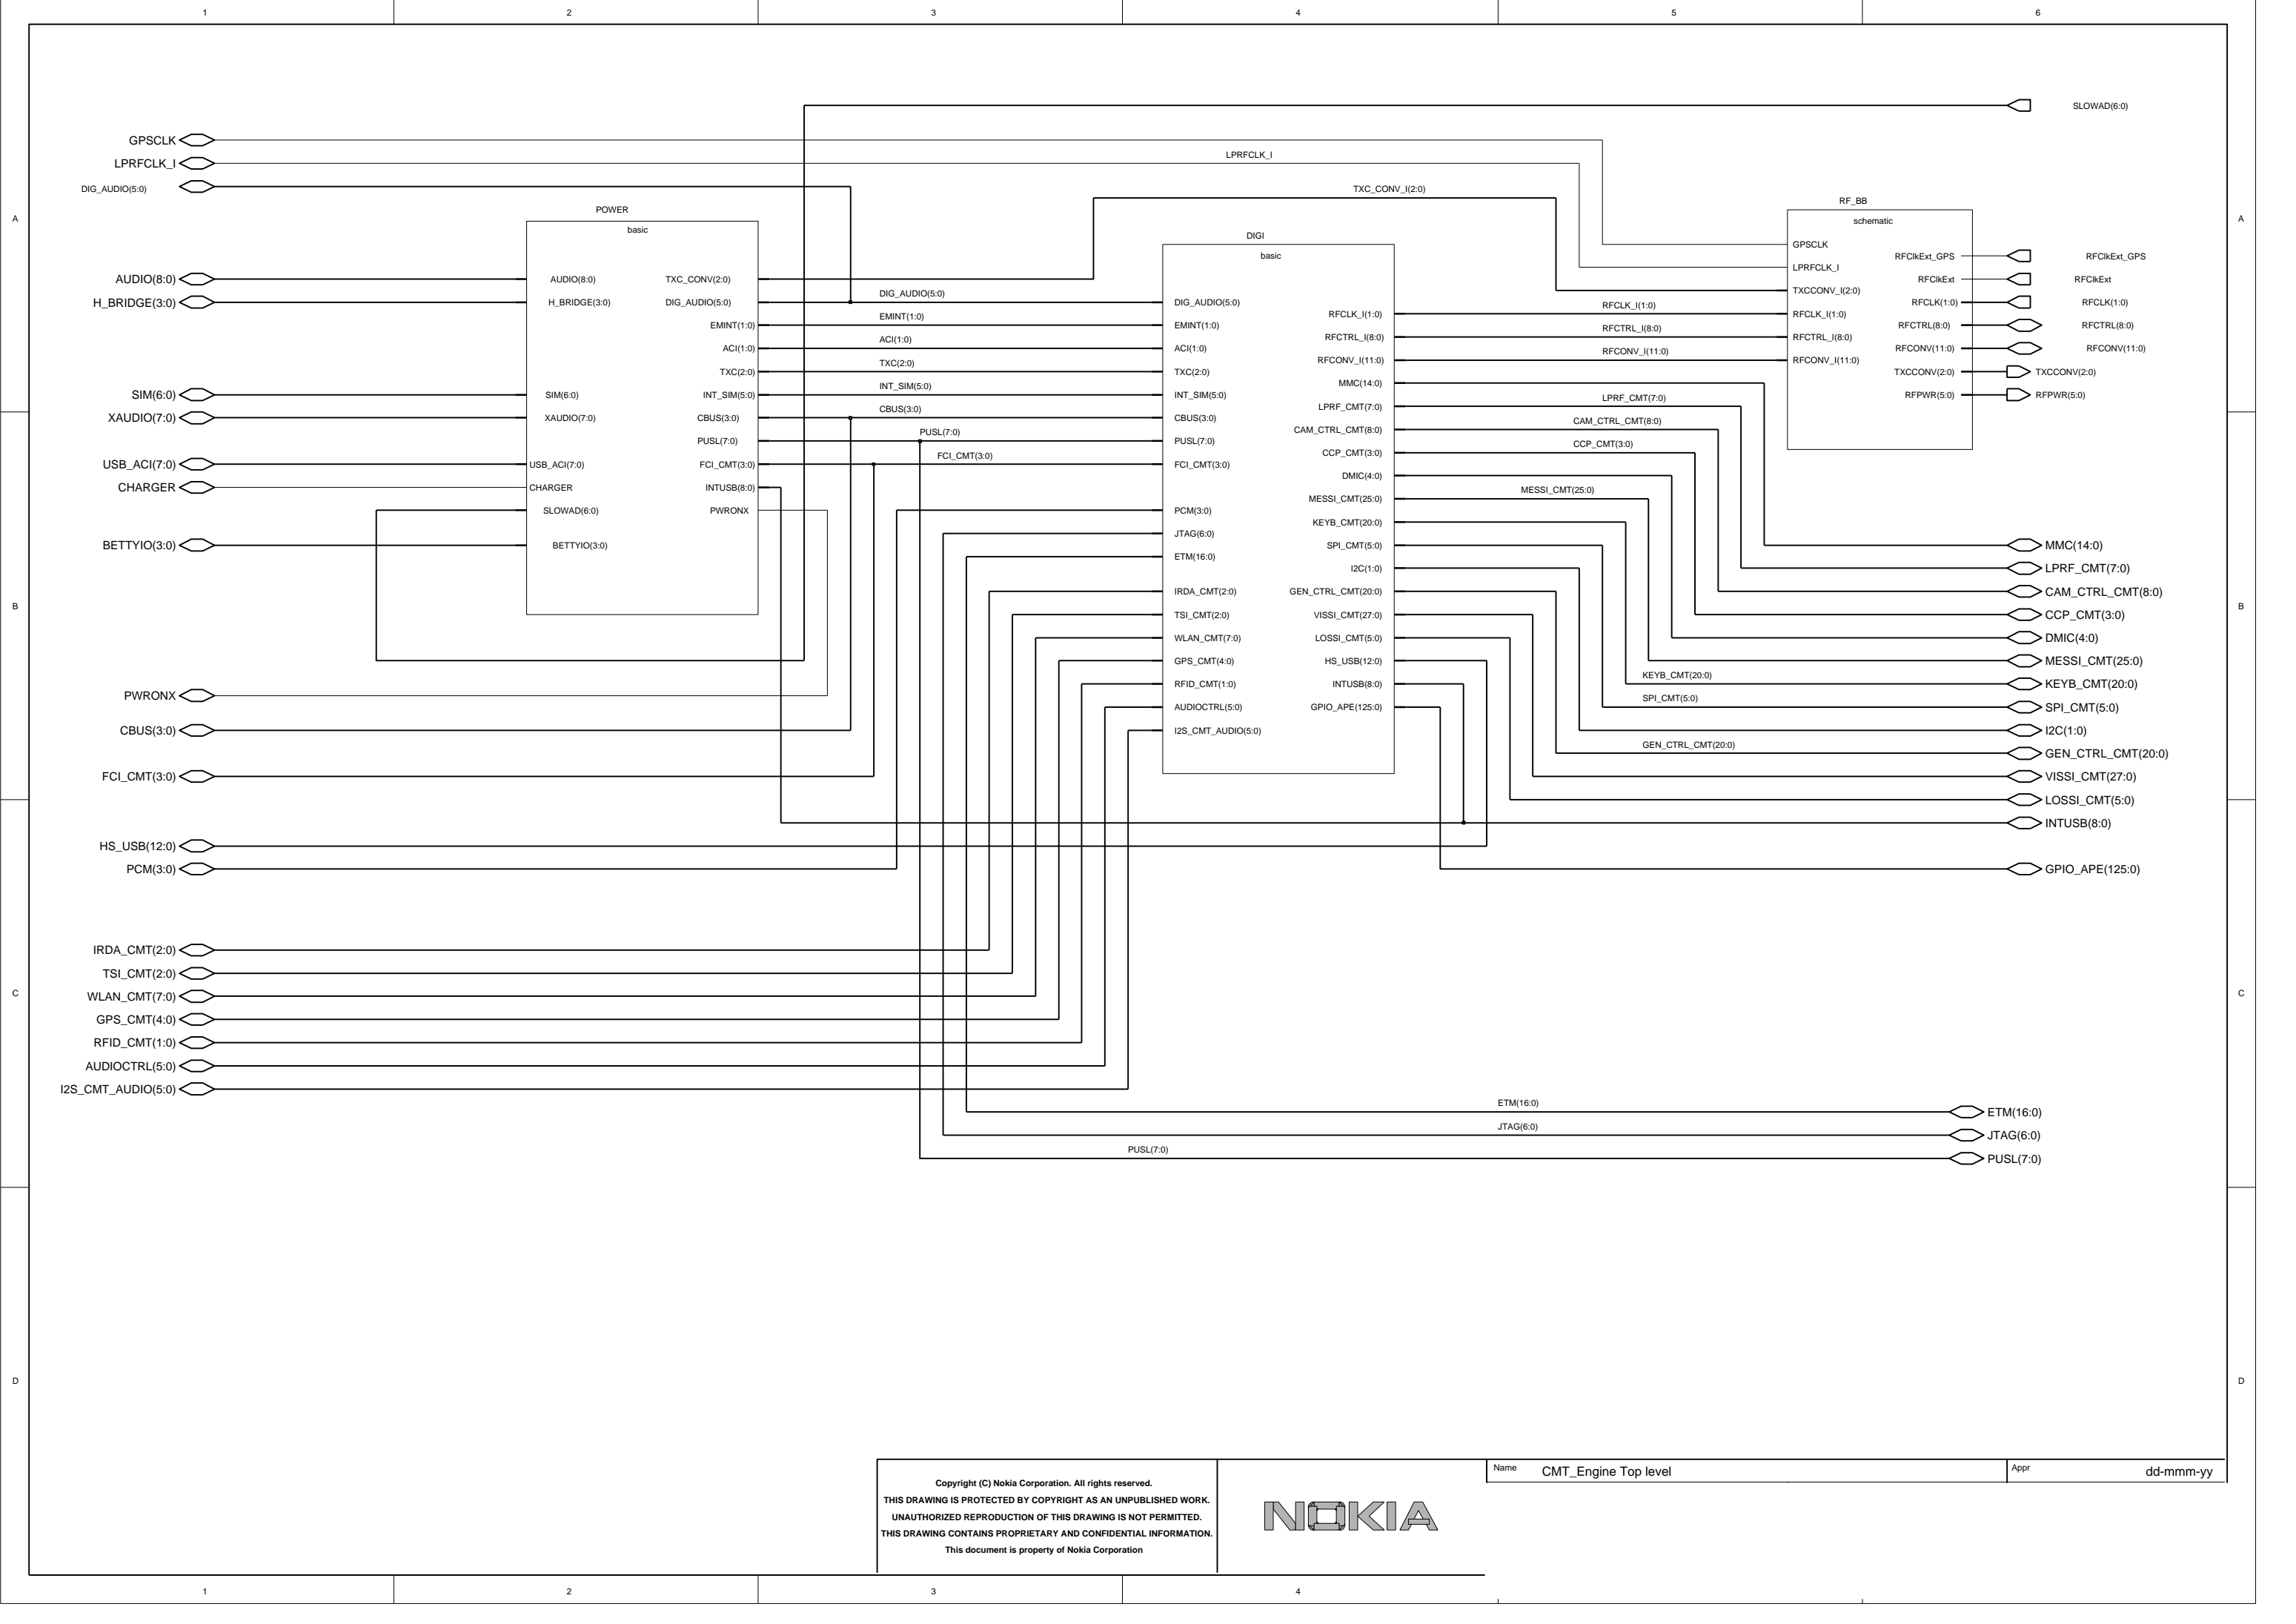 1 2 3 4 5 6
SLOWAD(6:0)
GPSCLK
LPRFCLK_I
LPRFCLK_I
DIG_AUDIO(5:0)
TXC_CONV_I(2:0)
A
A
POWER
basic
AUDIO(8:0)
H_BRIDGE(3:0)
SIM(6:0)
XAUDIO(7:0)
USB_ACI(7:0)
CHARGER
BETTYIO(3:0)
PWRONX
CBUS(3:0)
FCI_CMT(3:0)
HS_USB(12:0)
PCM(3:0)
IRDA_CMT(2:0)
TSI_CMT(2:0)
WLAN_CMT(7:0)
GPS_CMT(4:0)
RFID_CMT(1:0)
AUDIOCTRL(5:0)
I2S_CMT_AUDIO(5:0)
AUDIO(8:0)
H_BRIDGE(3:0)
SIM(6:0)
XAUDIO(7:0)
USB_ACI(7:0)
CHARGER
SLOWAD(6:0)
BETTYIO(3:0)
TXC_CONV(2:0)
DIG_AUDIO(5:0)
EMINT(1:0)
ACI(1:0)
TXC(2:0)
INT_SIM(5:0)
CBUS(3:0)
PUSL(7:0)
FCI_CMT(3:0)
INTUSB(8:0)
PWRONX
DIG_AUDIO(5:0)
EMINT(1:0)
ACI(1:0)
TXC(2:0)
INT_SIM(5:0)
CBUS(3:0)
PUSL(7:0)
FCI_CMT(3:0)
DIGI
basic
DIG_AUDIO(5:0)
EMINT(1:0)
ACI(1:0)
TXC(2:0)
INT_SIM(5:0)
CBUS(3:0)
PUSL(7:0)
FCI_CMT(3:0)
PCM(3:0)
JTAG(6:0)
ETM(16:0)
IRDA_CMT(2:0)
TSI_CMT(2:0)
WLAN_CMT(7:0)
GPS_CMT(4:0)
RFID_CMT(1:0)
AUDIOCTRL(5:0)
I2S_CMT_AUDIO(5:0)
RFCLK_I(1:0)
RFCTRL_I(8:0)
RFCONV_I(11:0)
MMC(14:0)
LPRF_CMT(7:0)
CAM_CTRL_CMT(8:0)
CCP_CMT(3:0)
DMIC(4:0)
MESSI_CMT(25:0)
KEYB_CMT(20:0)
SPI_CMT(5:0)
I2C(1:0)
GEN_CTRL_CMT(20:0)
VISSI_CMT(27:0)
LOSSI_CMT(5:0)
HS_USB(12:0)
INTUSB(8:0)
GPIO_APE(125:0)
RFCLK_I(1:0)
RFCTRL_I(8:0)
RFCONV_I(11:0)
LPRF_CMT(7:0)
CAM_CTRL_CMT(8:0)
CCP_CMT(3:0)
MESSI_CMT(25:0)
KEYB_CMT(20:0)
SPI_CMT(5:0)
GEN_CTRL_CMT(20:0)
RF_BB
schematic
GPSCLK
LPRFCLK_I
TXCCONV_I(2:0)
RFCLK_I(1:0)
RFCTRL_I(8:0)
RFCONV_I(11:0)
RFClkExt_GPS
RFClkExt
RFCLK(1:0)
RFCTRL(8:0)
RFCONV(11:0)
TXCCONV(2:0)
RFPWR(5:0)
RFClkExt_GPS
RFClkExt
RFCLK(1:0)
RFCTRL(8:0)
RFCONV(11:0)
TXCCONV(2:0)
RFPWR(5:0)
MMC(14:0)
LPRF_CMT(7:0)
CAM_CTRL_CMT(8:0)
CCP_CMT(3:0)
DMIC(4:0)
MESSI_CMT(25:0)
KEYB_CMT(20:0)
SPI_CMT(5:0)
I2C(1:0)
GEN_CTRL_CMT(20:0)
VISSI_CMT(27:0)
LOSSI_CMT(5:0)
INTUSB(8:0)
GPIO_APE(125:0)
B
B
C
C
ETM(16:0)
JTAG(6:0)
PUSL(7:0)
ETM(16:0)
JTAG(6:0)
PUSL(7:0)
D
D
Copyright (C) Nokia Corporation. All rights reserved.
THIS DRAWING IS PROTECTED BY COPYRIGHT AS AN UNPUBLISHED WORK.
UNAUTHORIZED REPRODUCTION OF THIS DRAWING IS NOT PERMITTED.
THIS DRAWING CONTAINS PROPRIETARY AND CONFIDENTIAL INFORMATION.
This document is property of Nokia Corporation
NOKIA
Name CMT_Engine Top level
Appr dd-mmm-yy
1 2 3 4